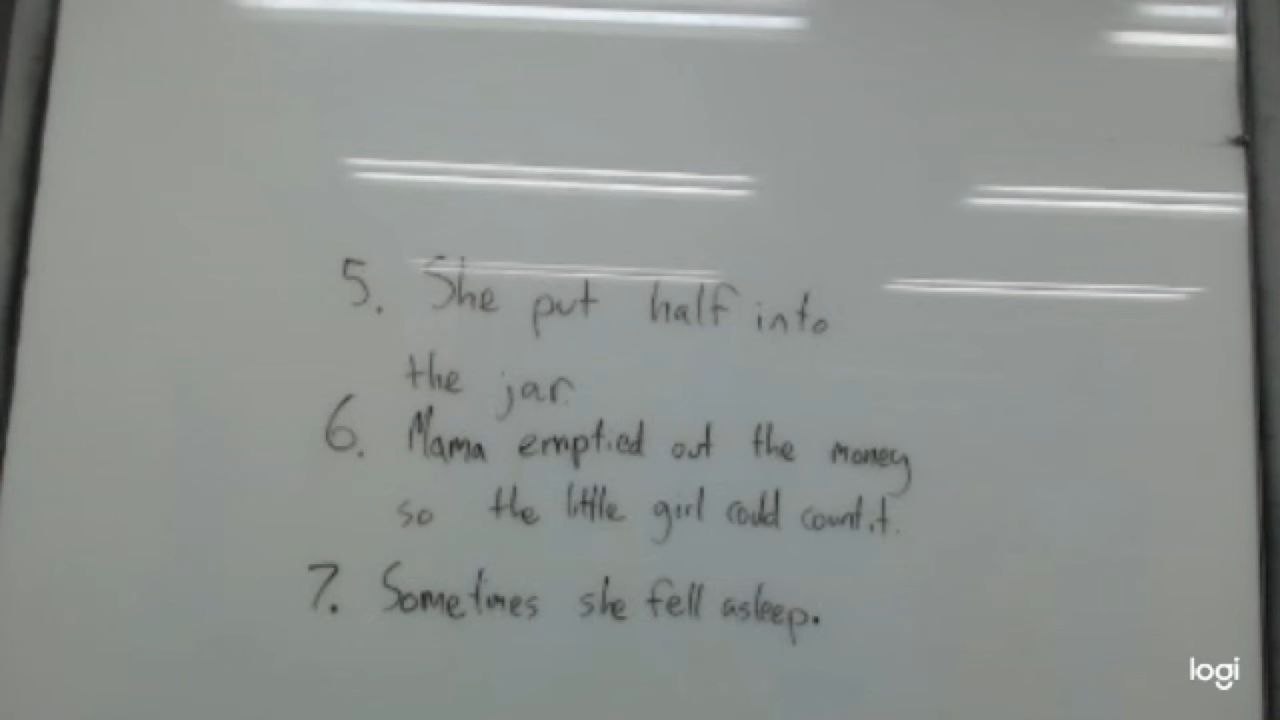 5. She put half into
the jar.
6. Mama emptied out the money
so the little girl could count it.
7. Sometimes she fell asleep.
logi